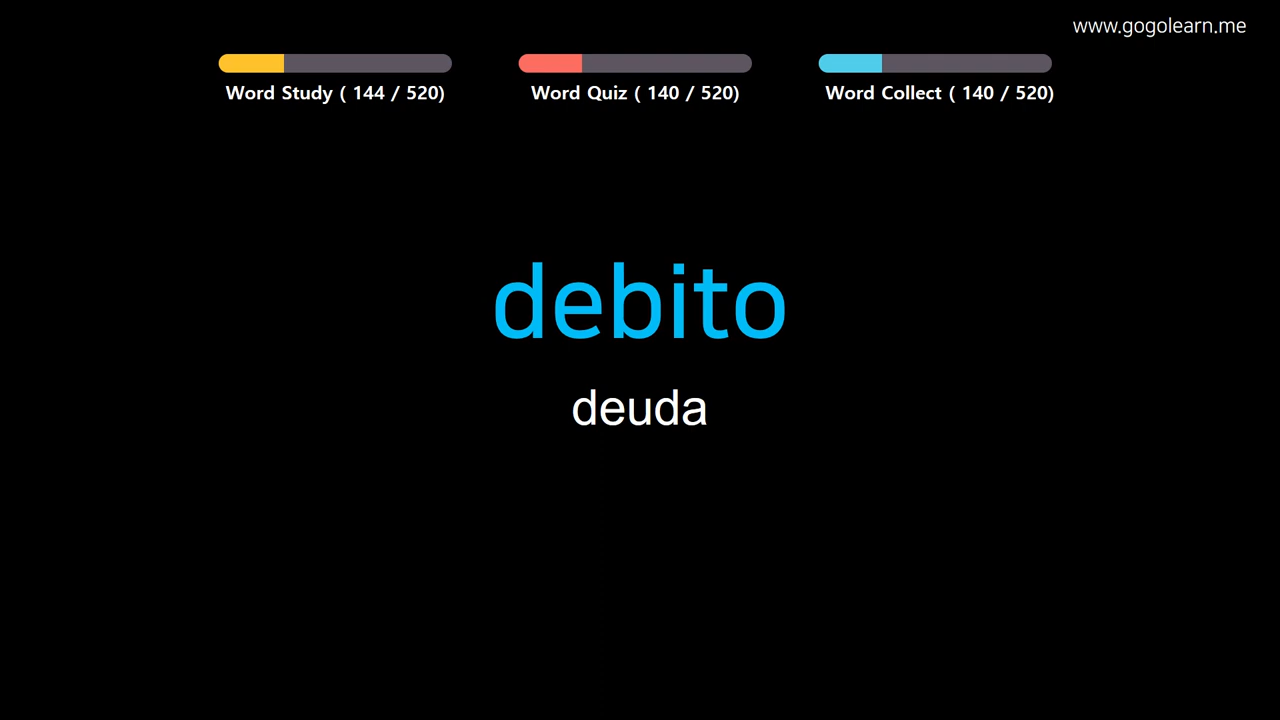 www.gogolearn.me
Word Study ( 144 / 520)
Word Quiz ( 140 / 520)
Word Collect ( 140 / 520)
debito
deuda